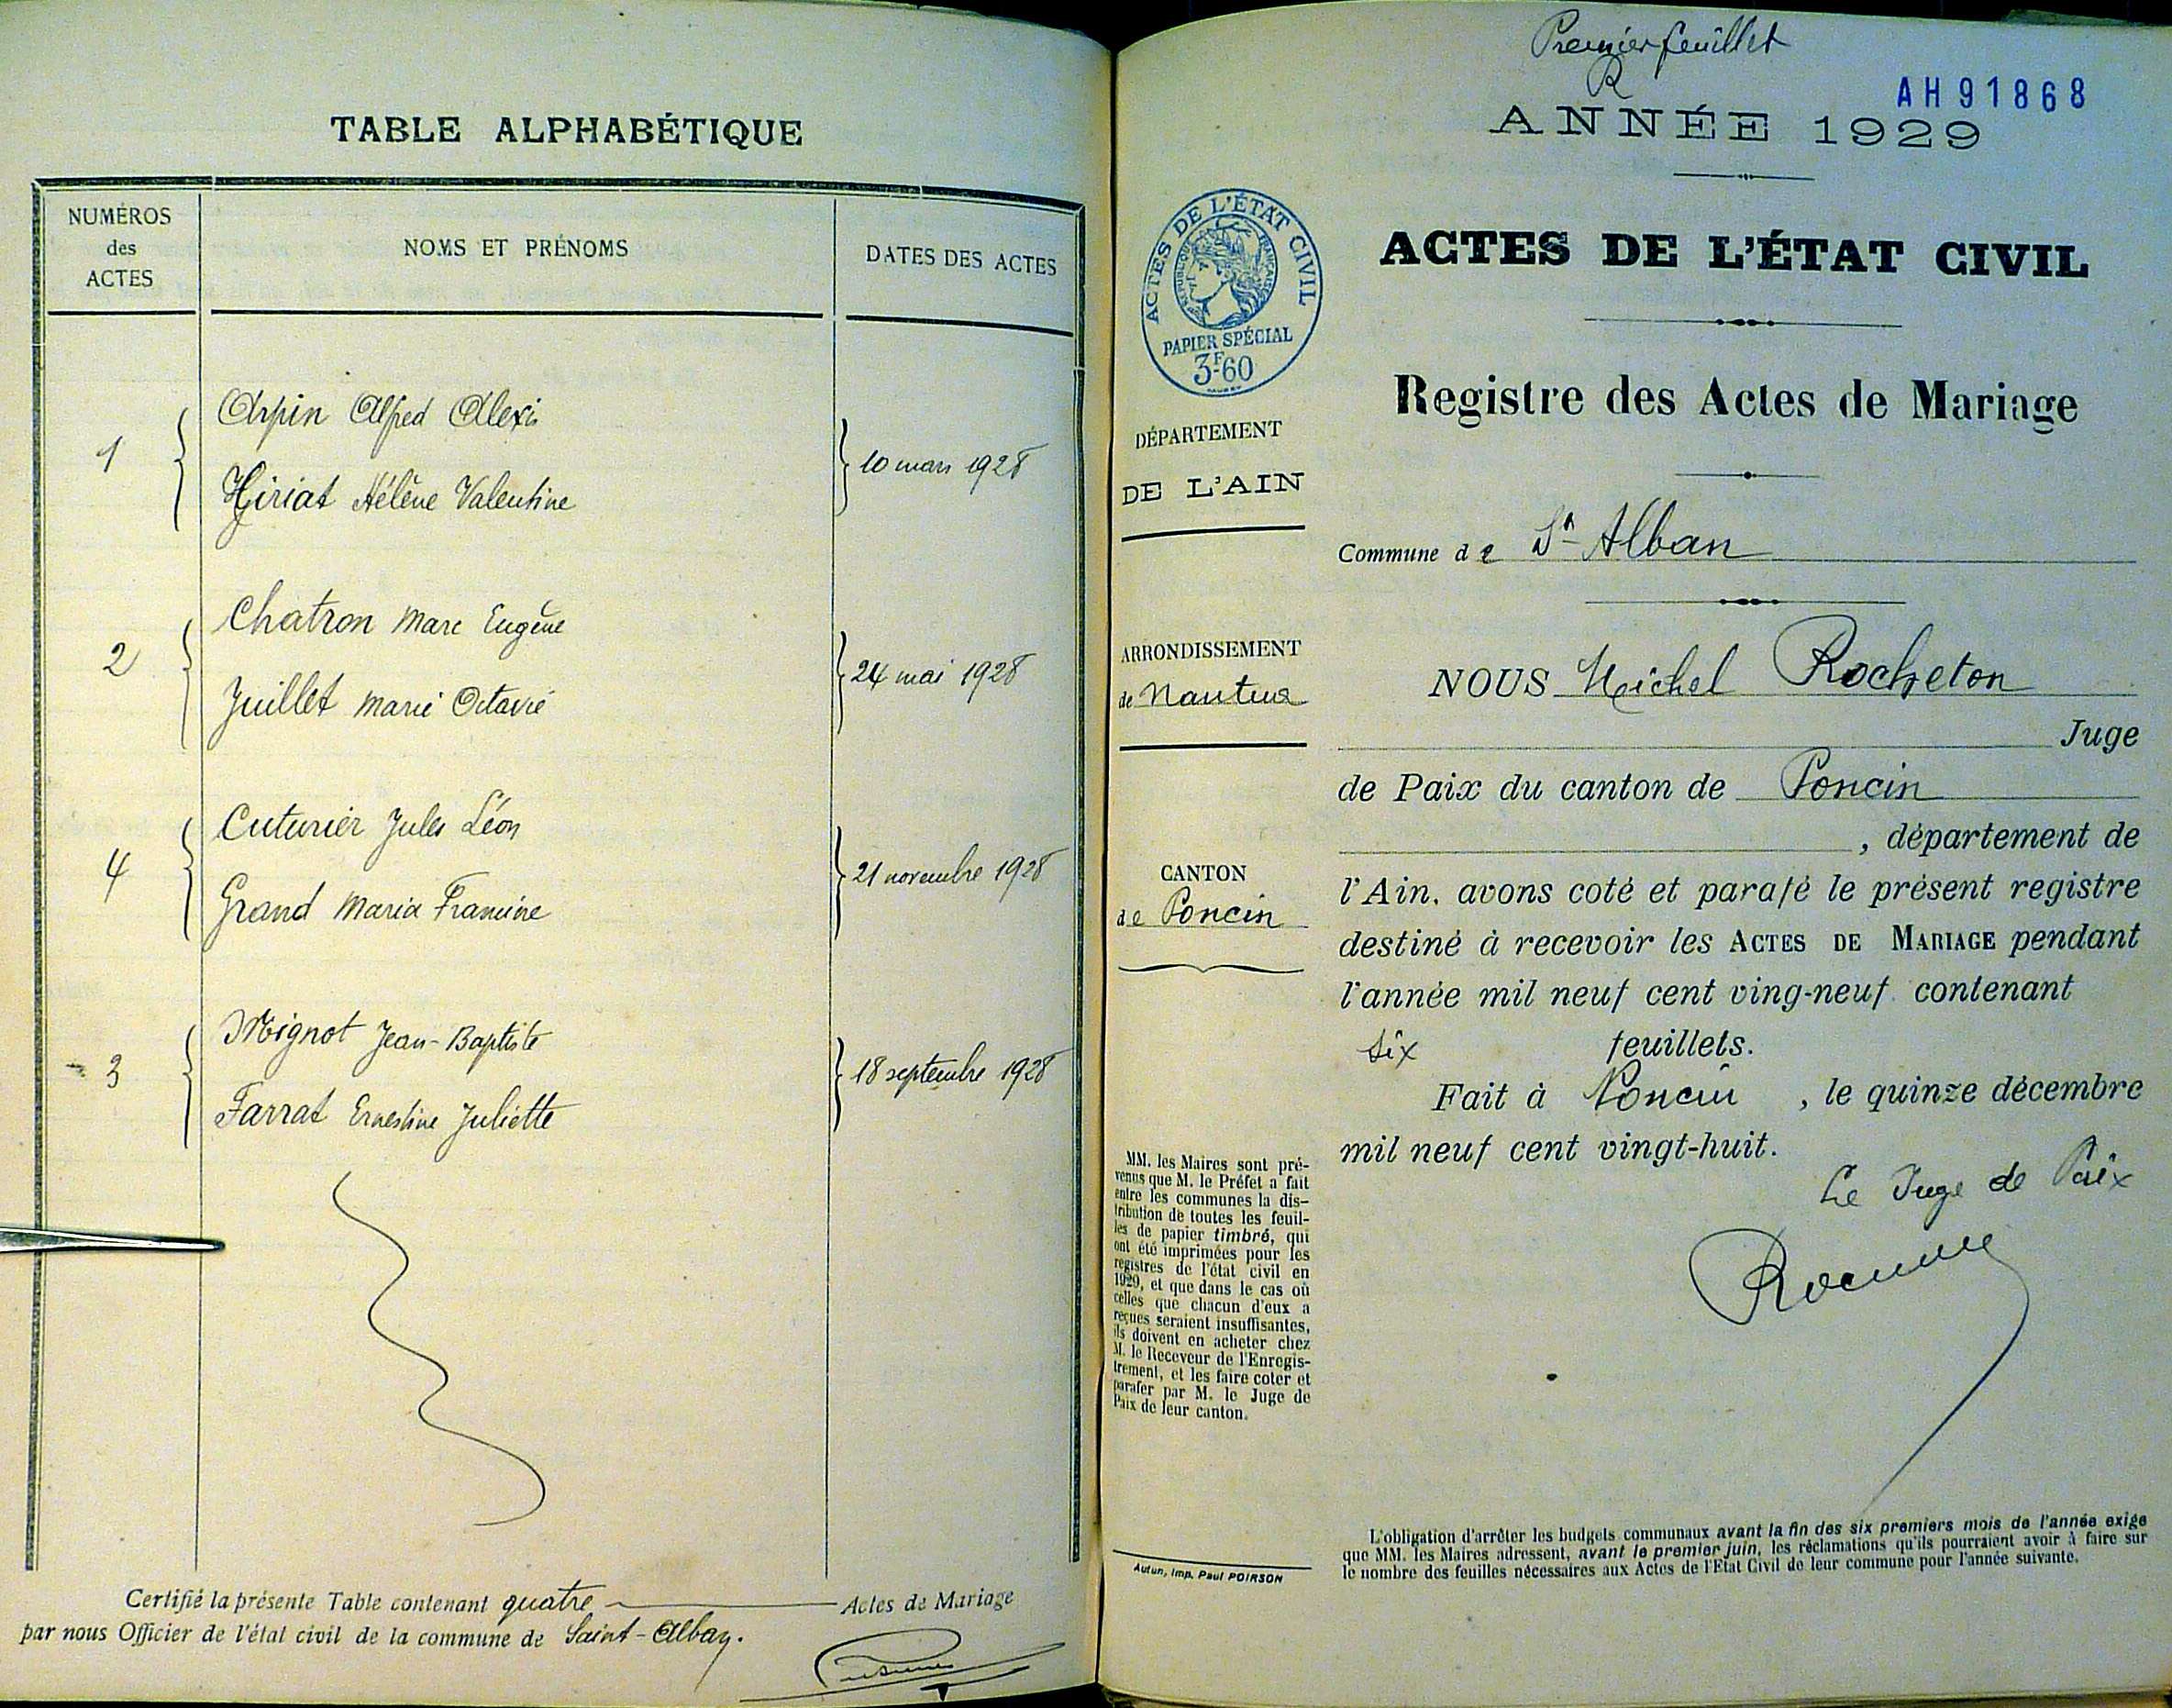 TABLE ALPHABÉTIQUE
NUMÉROS
des
ACTES
NOMS ET PRÉNOMS
DATES DES ACTES
1
Arpin Alfred Alexis
Hiriat Hélène Valentine
10 mars 1928
2
Chatron Marc Eugène
Juillet Marie Octavie
24 mai 1928
4
Cuturier Jules Léon
Grand Maria Francine
21 novembre 1928
3
Mignot Jean-Baptiste
Farrat Ernestine Juliette
18 septembre 1928
Certifié la présente Table contenant quatre Actes de Mariage
par nous Officier de l'état civil de la commune de Saint-Alban.
Premier feuillet
R
AH91868
ANNÉE 1929
ACTES DE L'ÉTAT CIVIL
RÉPUBLIQUE FRANÇAISE
PAPIER SPÉCIAL
3F60
DÉPARTEMENT
DE L'AIN
ARRONDISSEMENT
de Nantua
CANTON
de Poncin
MM. les Maires sont pré-
venus que M. le Préfet a fait
entre les communes la dis-
tribution de toutes les feuil-
les de papier timbré, qui
ont été imprimées pour les
registres de l'état civil en
1929, et que dans le cas où
celles que chacun d'eux a
reçues seraient insuffisantes,
ils doivent en acheter chez
M. le Receveur de l'Enregis-
trement, et les faire coter et
parafer par M. le Juge de
Paix de leur canton.
Autun, Imp. Paul POIRSON
ACTES DE L'ÉTAT CIVIL
Registre des Actes de Mariage
Commune de St Alban
NOUS Michel Rocheton
Juge
de Paix du canton de Poncin
, département de
l'Ain, avons coté et parafé le présent registre
destiné à recevoir les ACTES DE MARIAGE pendant
l'année mil neuf cent ving-neuf contenant
six feuillets.
Fait à Poncin , le quinze décembre
mil neuf cent vingt-huit.
Le Juge de Paix
L'obligation d'arrêter les budgets communaux avant la fin des six premiers mois de l'année exige
que MM. les Maires adressent, avant le premier juin, les réclamations qu'ils pourraient avoir à faire sur
le nombre des feuilles nécessaires aux Actes de l'Etat Civil de leur commune pour l'année suivante.